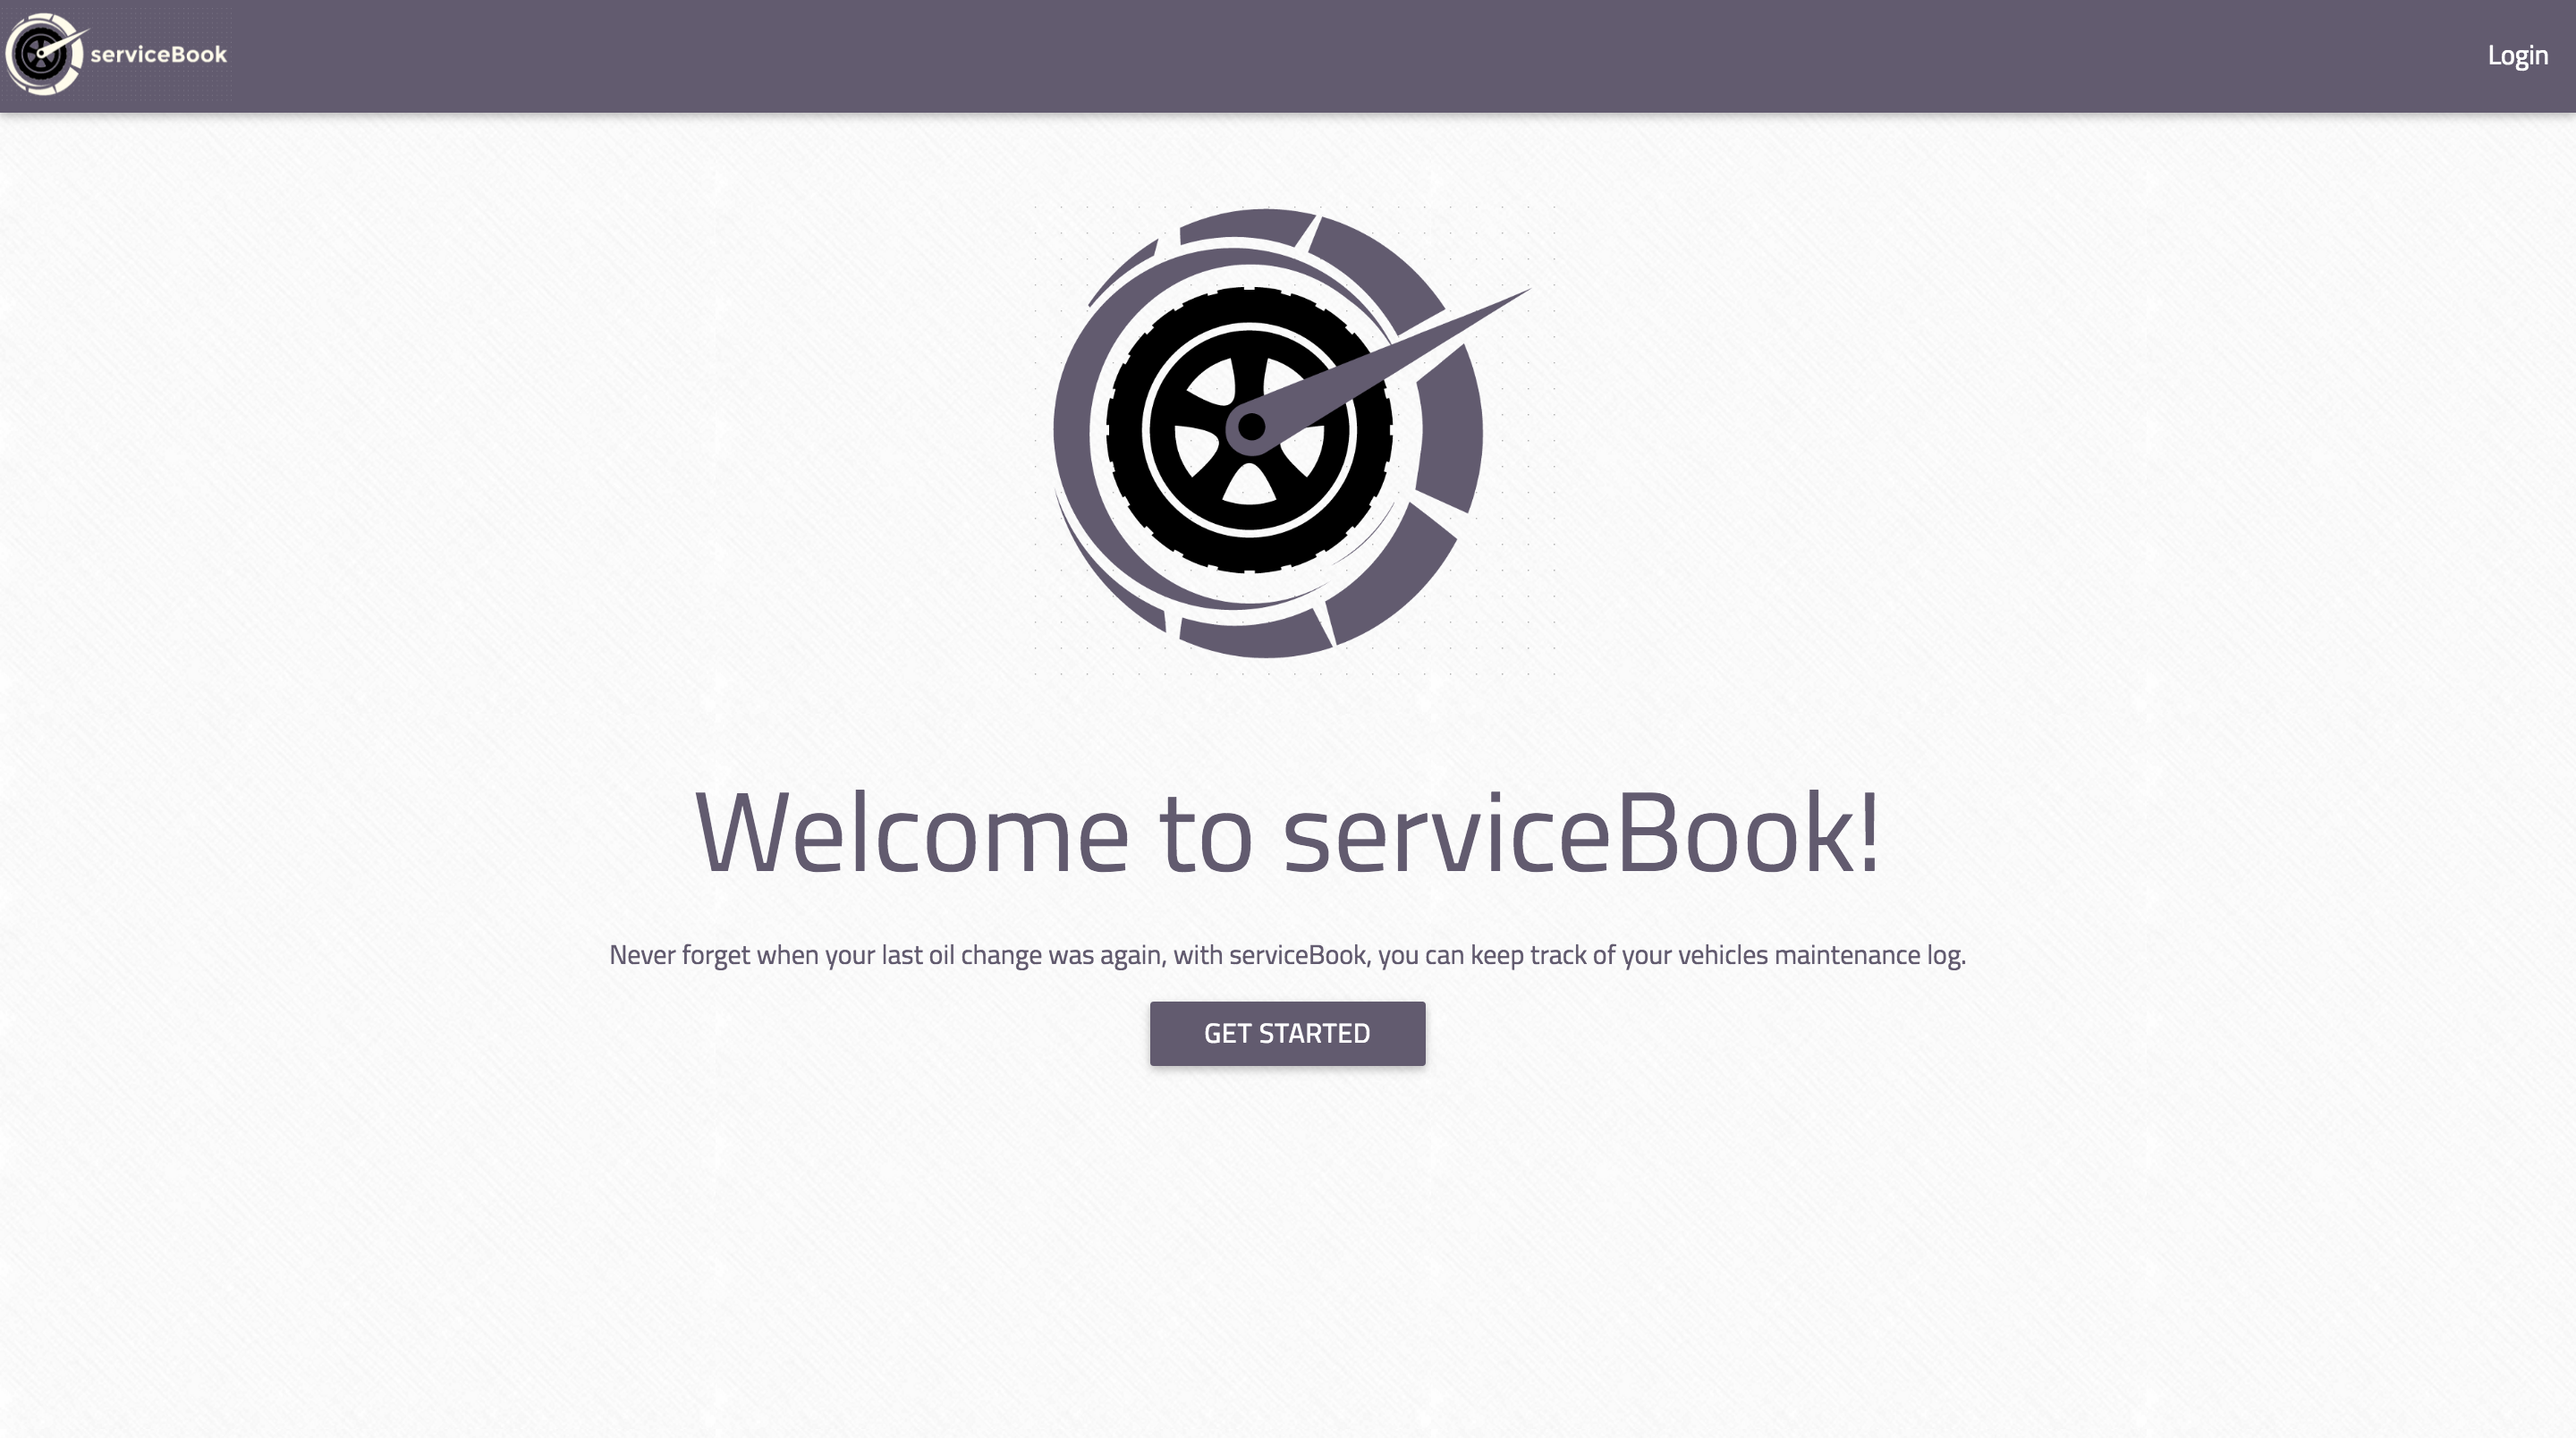 serviceBook
Login
Welcome to serviceBook!
Never forget when your last oil change was again, with serviceBook, you can keep track of your vehicles maintenance log.
GET STARTED